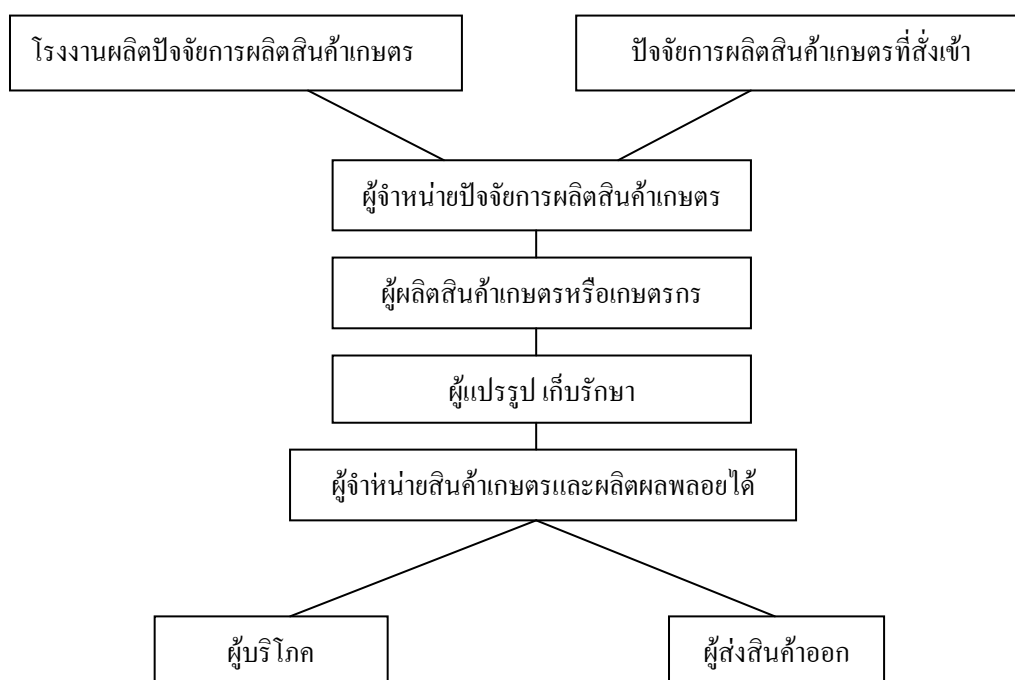 โรงงานผลิตปัจจัยการผลิตสินค้าเกษตร
ปัจจัยการผลิตสินค้าเกษตรที่สั่งเข้า
ผู้จำหน่ายปัจจัยการผลิตสินค้าเกษตร
ผู้ผลิตสินค้าเกษตรหรือเกษตรกร
ผู้แปรรูป เก็บรักษา
ผู้จำหน่ายสินค้าเกษตรและผลิตผลพลอยได้
ผู้บริโภค
ผู้ส่งสินค้าออก